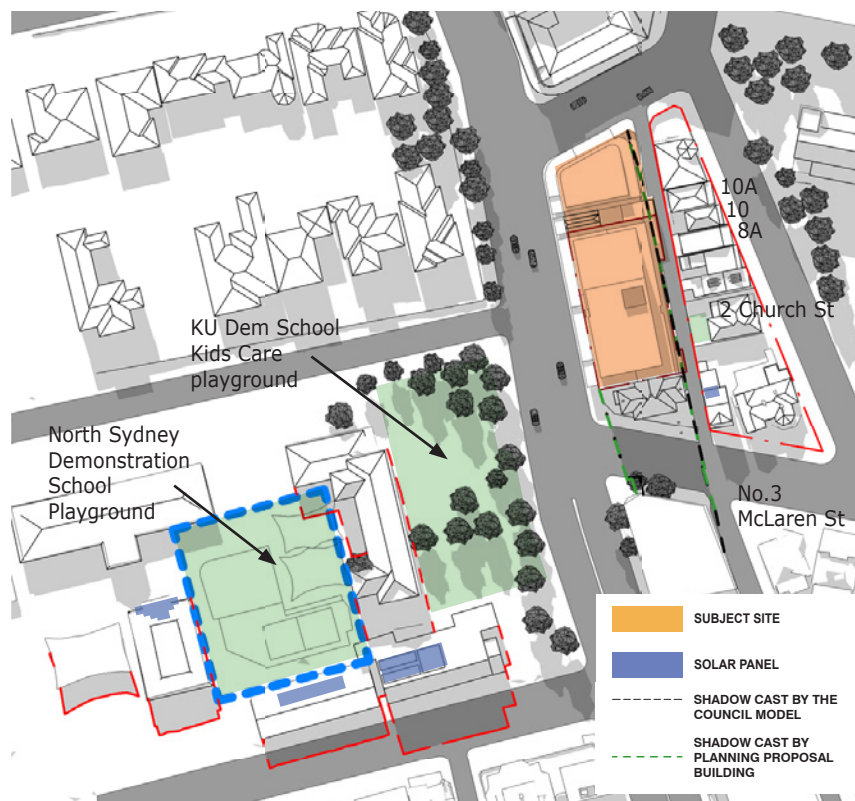 10A
10
8A
2 Church St
KU Dem School
Kids Care
playground
North Sydney
Demonstration
School
Playground
No.3
McLaren St
SUBJECT SITE
SOLAR PANEL
SHADOW CAST BY THE
COUNCIL MODEL
SHADOW CAST BY
PLANNING PROPOSAL
BUILDING